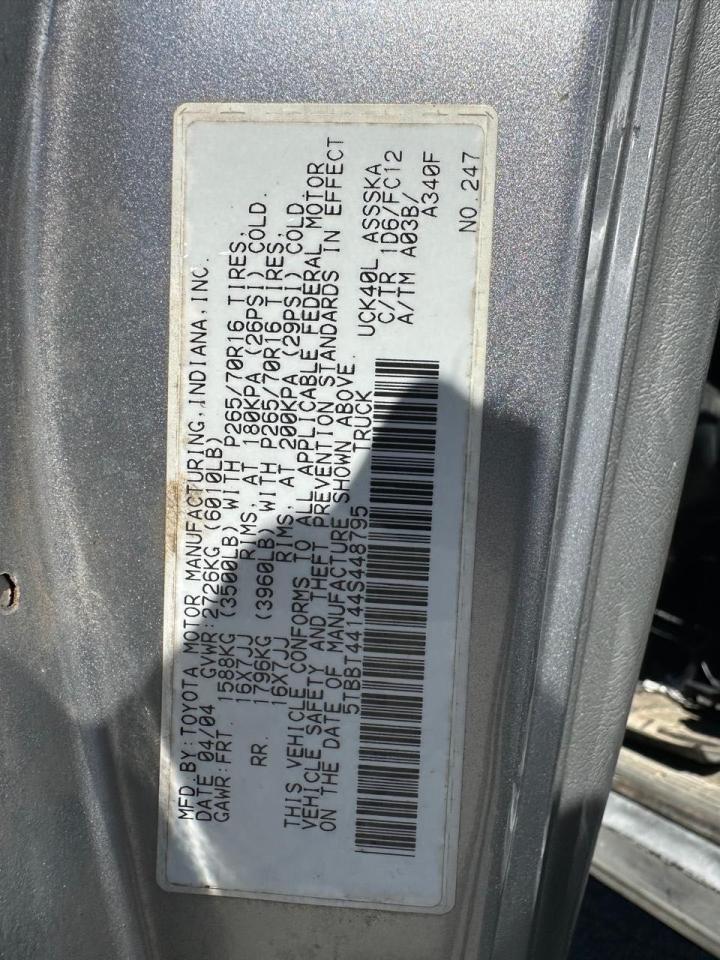 MFD. BY: TOYOTA MOTOR MANUFACTURING, INDIANA, INC.
DATE 04/04 GVWR: 2726KG (6010LB)
GAWR: FRT. 1588KG (3500LB) WITH P265/70R16 TIRES,
16X7JJ RIMS, AT 180KPA (26PSI) COLD.
RR. 1796KG (3960LB) WITH P265/70R16 TIRES,
16X7JJ RIMS, AT 200KPA (29PSI) COLD
THIS VEHICLE CONFORMS TO ALL APPLICABLE FEDERAL MOTOR
VEHICLE SAFETY AND THEFT PREVENTION STANDARDS IN EFFECT
ON THE DATE OF MANUFACTURE SHOWN ABOVE.
5TBBT44144S448795 TRUCK
UCK40L ASSSKA
C/TR 1D6/FC12
A/TM A03B/
A340F
NO. 247